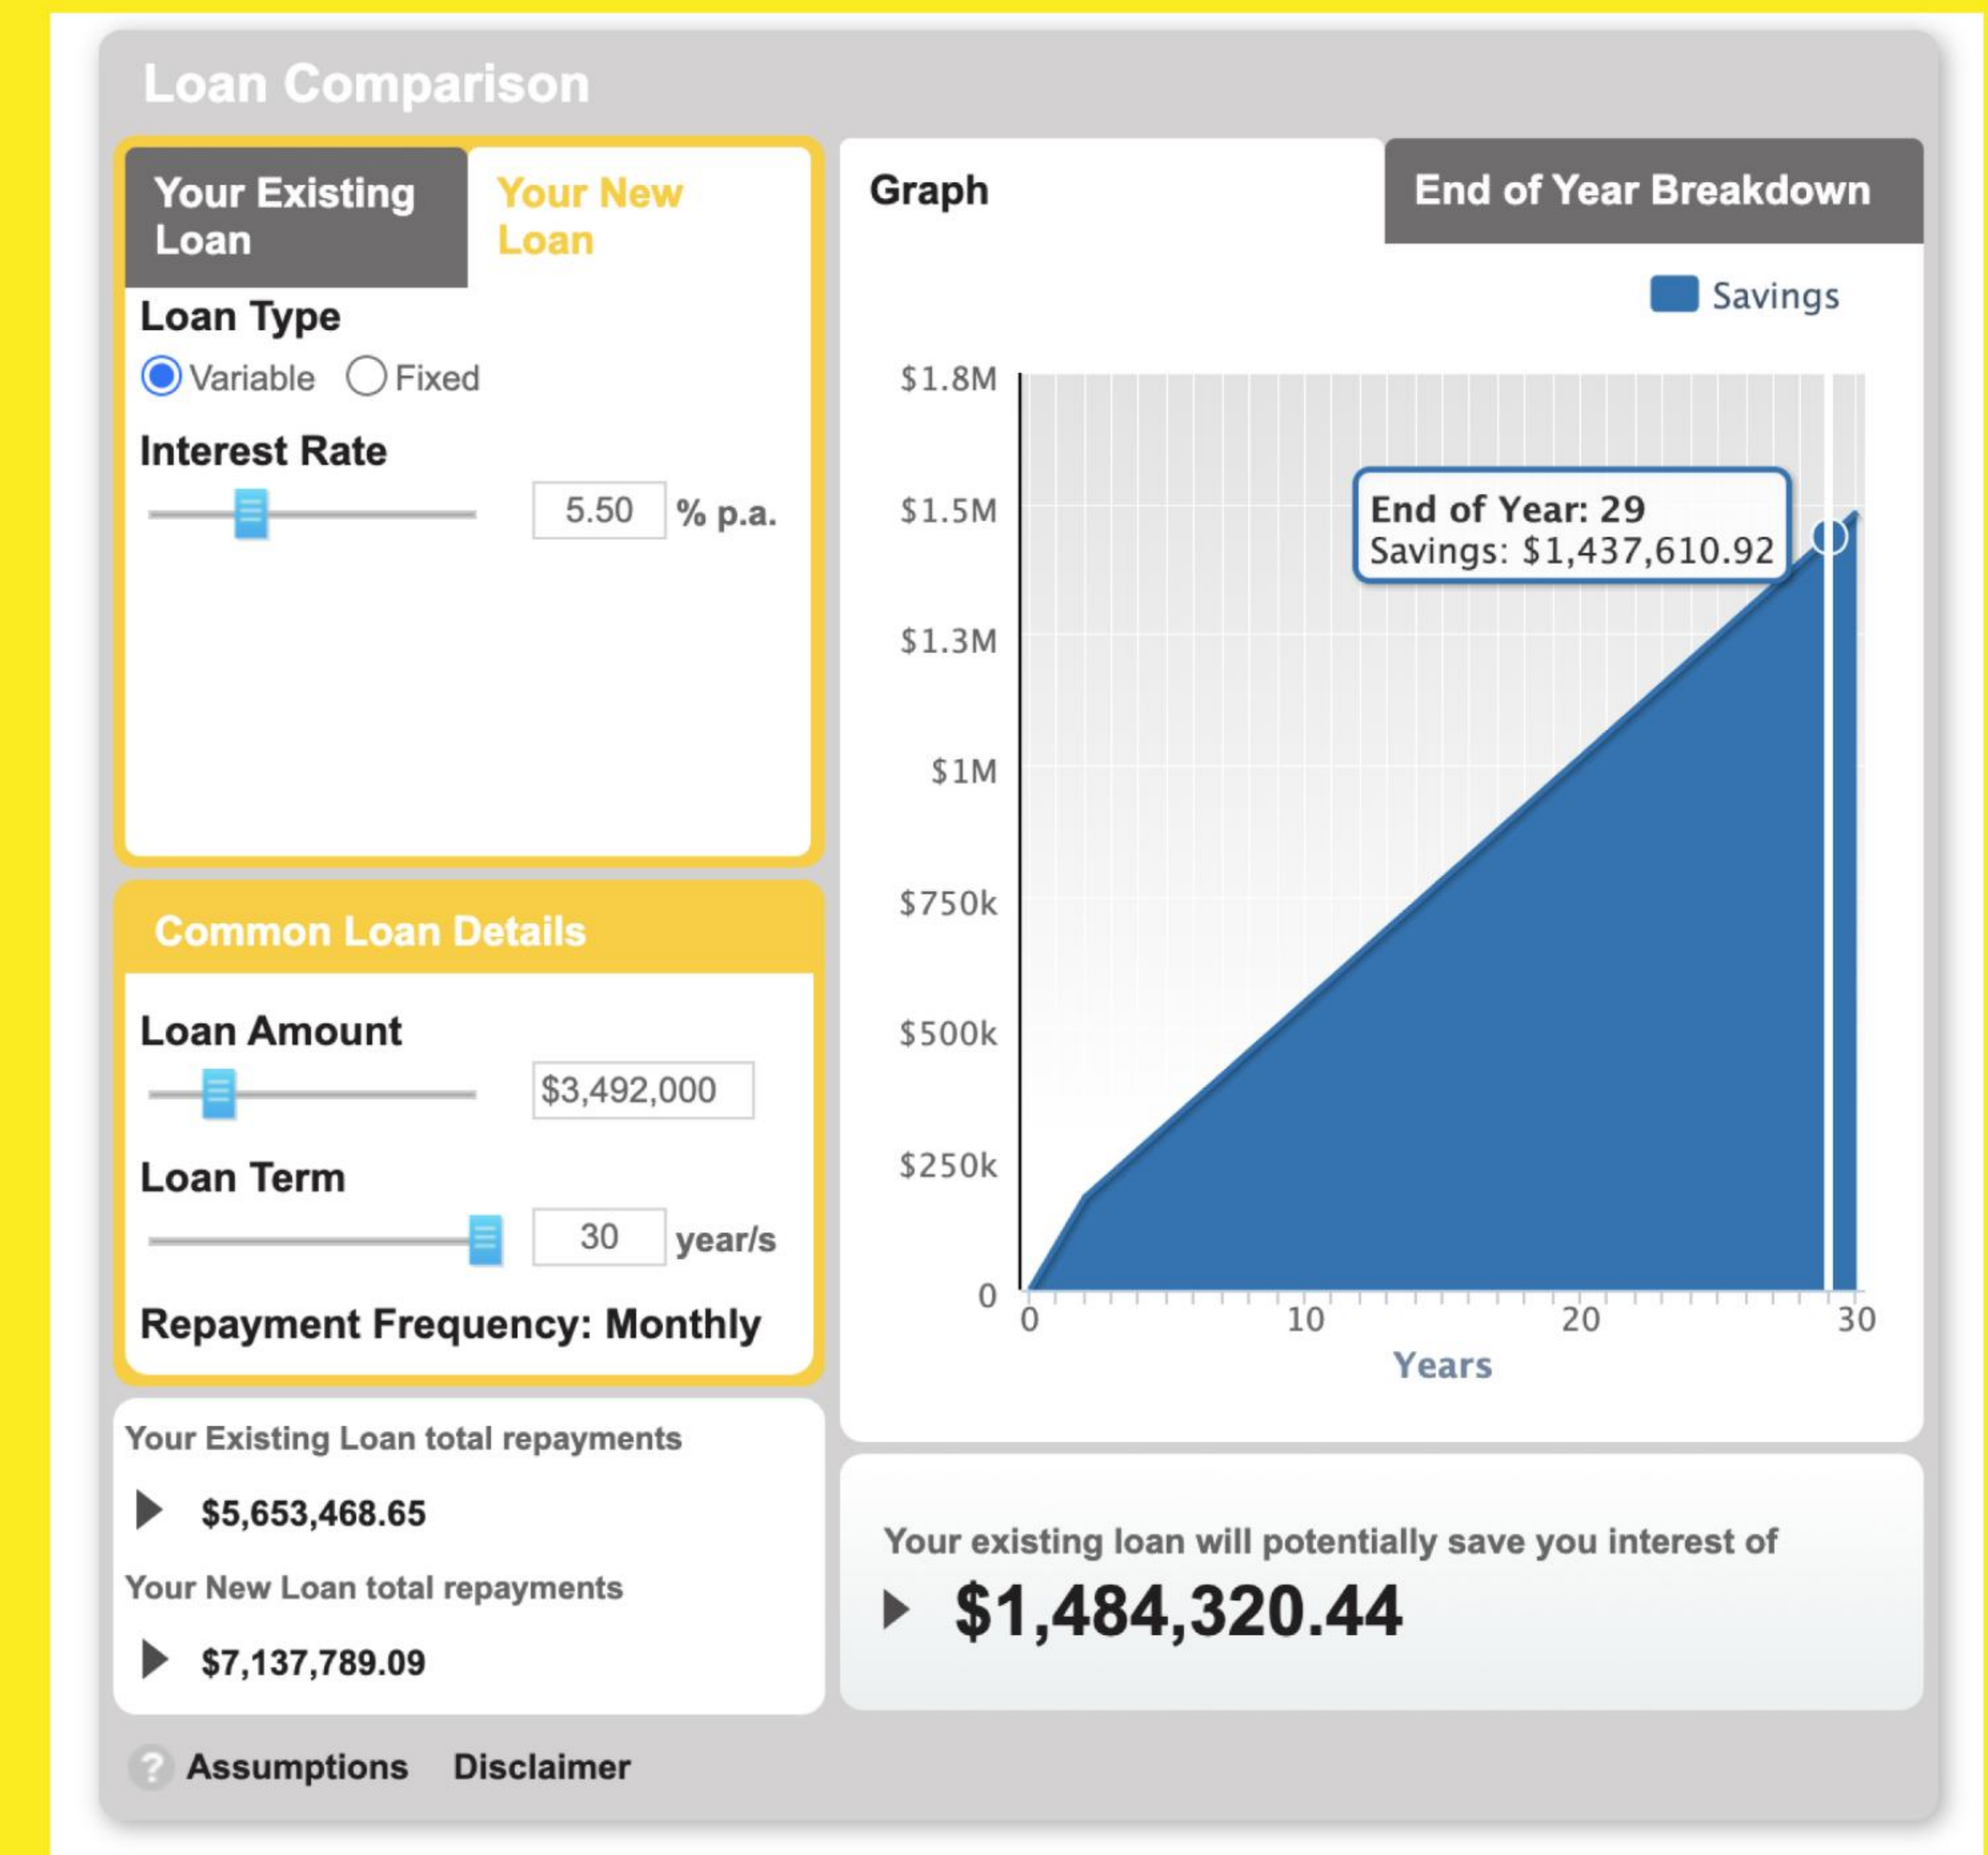 Loan Comparison
Your Existing
Loan
Your New
Loan
Loan Type
Variable Fixed
Interest Rate
5.50 % p.a.
Common Loan Details
Loan Amount
$3,492,000
Loan Term
30 year/s
Repayment Frequency: Monthly
Your Existing Loan total repayments
$5,653,468.65
Your New Loan total repayments
$7,137,789.09
? Assumptions Disclaimer
Graph
End of Year Breakdown
Savings
$1.8M
$1.5M
$1.3M
$1M
$750k
$500k
$250k
0
End of Year: 29
Savings: $1,437,610.92
0 10 20 30
Years
Your existing loan will potentially save you interest of
$1,484,320.44